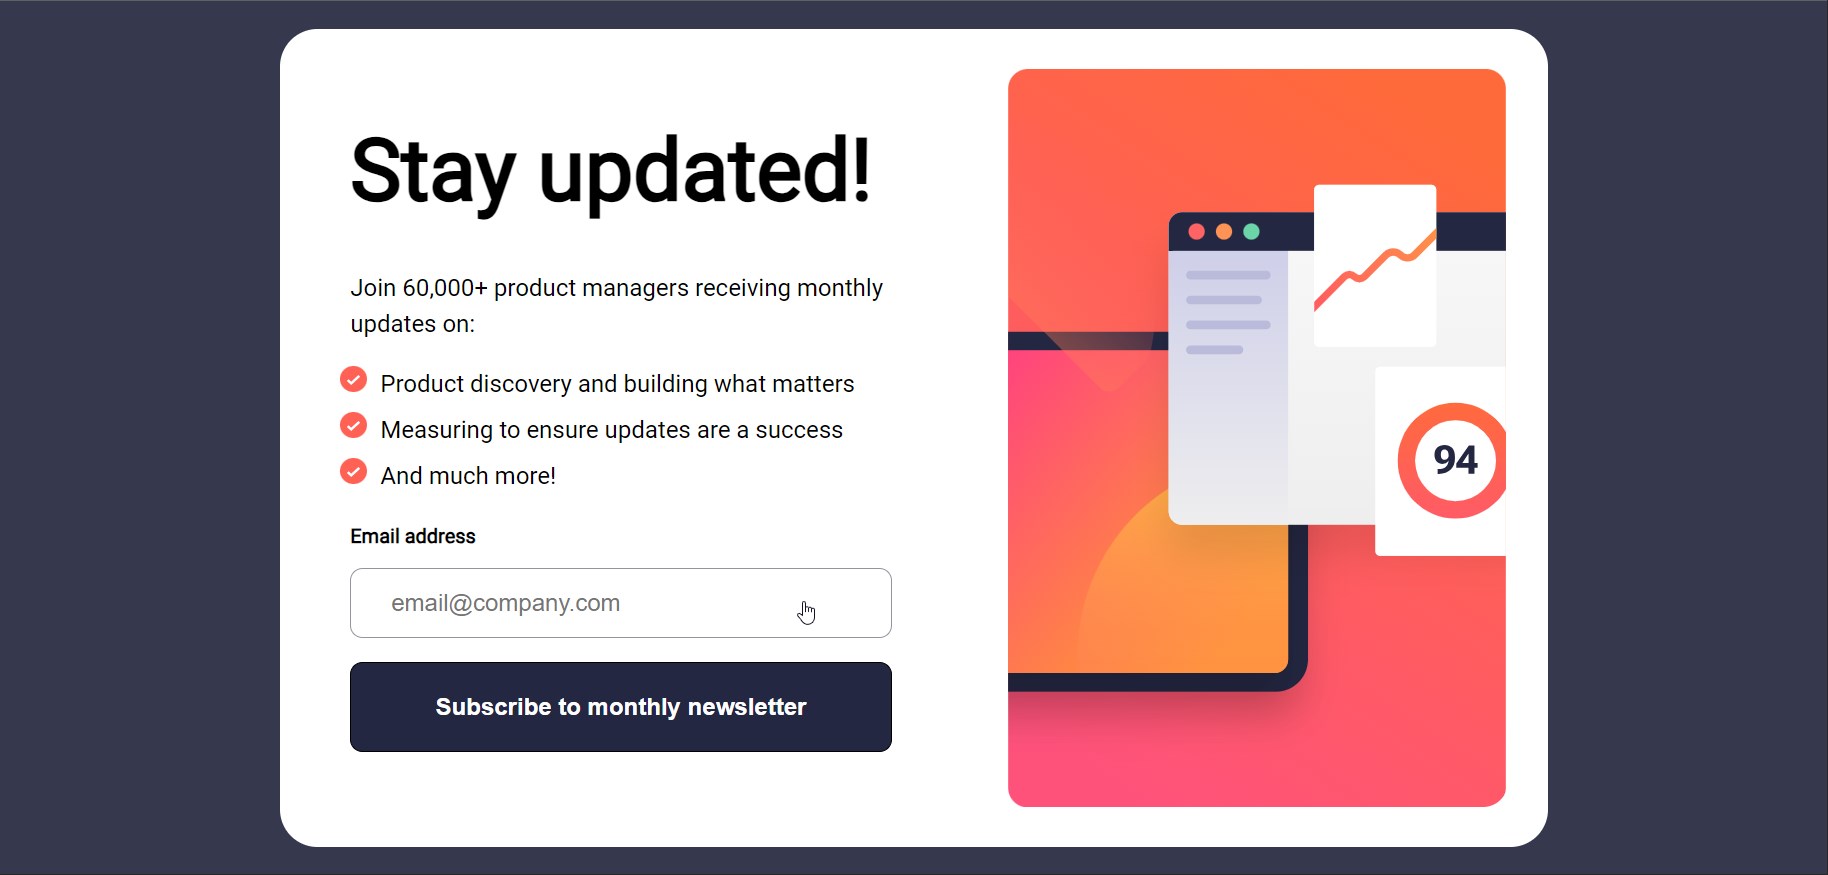 Stay updated!
Join 60,000+ product managers receiving monthly
updates on:
Product discovery and building what matters
Measuring to ensure updates are a success
And much more!
Email address
email@company.com
Subscribe to monthly newsletter
94